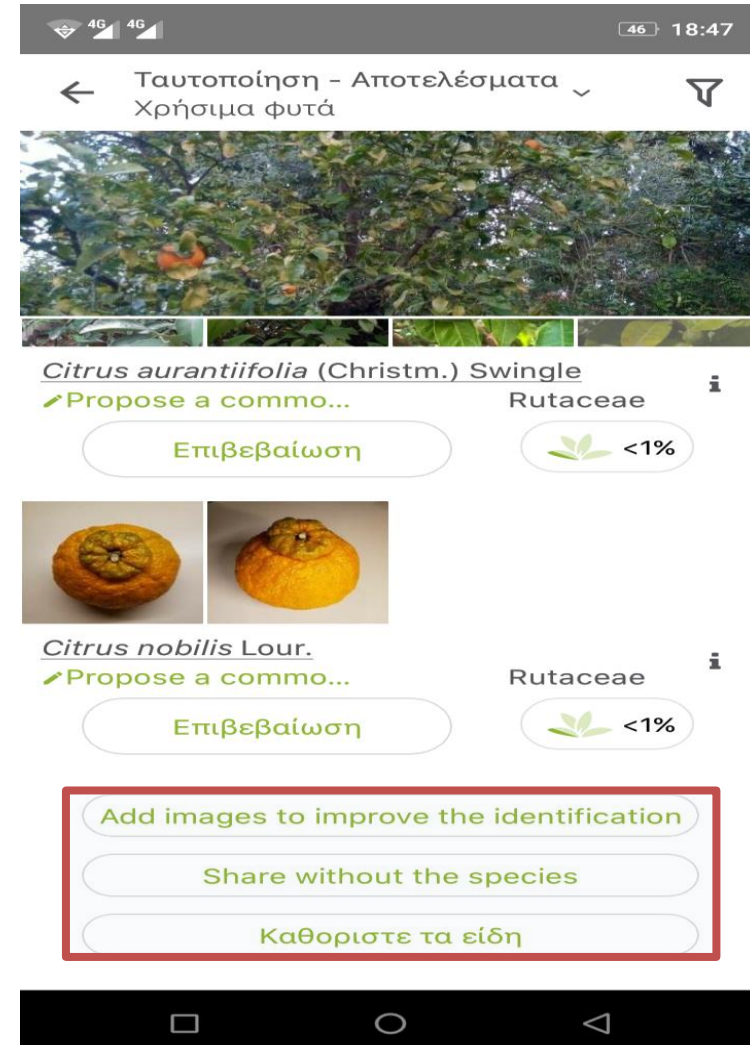 4G 4G 46 18:47
Ταυτοποίηση - Αποτελέσματα
Χρήσιμα φυτά
Citrus aurantiifolia (Christm.) Swingle
Propose a commo... Rutaceae
Επιβεβαίωση <1%
Citrus nobilis Lour.
Propose a commo... Rutaceae
Επιβεβαίωση <1%
Add images to improve the identification
Share without the species
Καθοριστε τα είδη